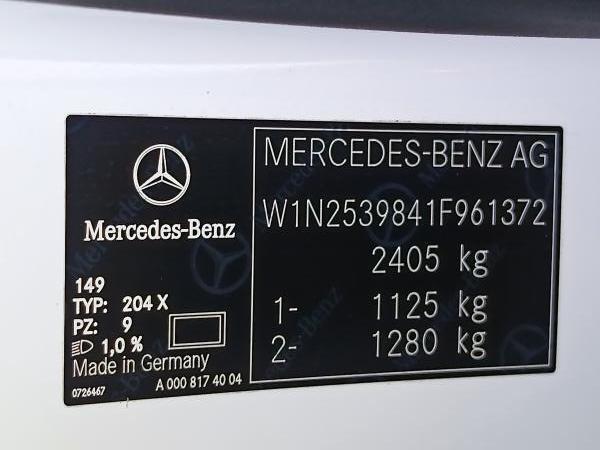 Mercedes-Benz
149
TYP: 204 X
PZ: 9
1,0 %
Made in Germany
0726467
A 000 817 40 04
MERCEDES-BENZ AG
W1N2539841F961372
2405 kg
1- 1125 kg
2- 1280 kg